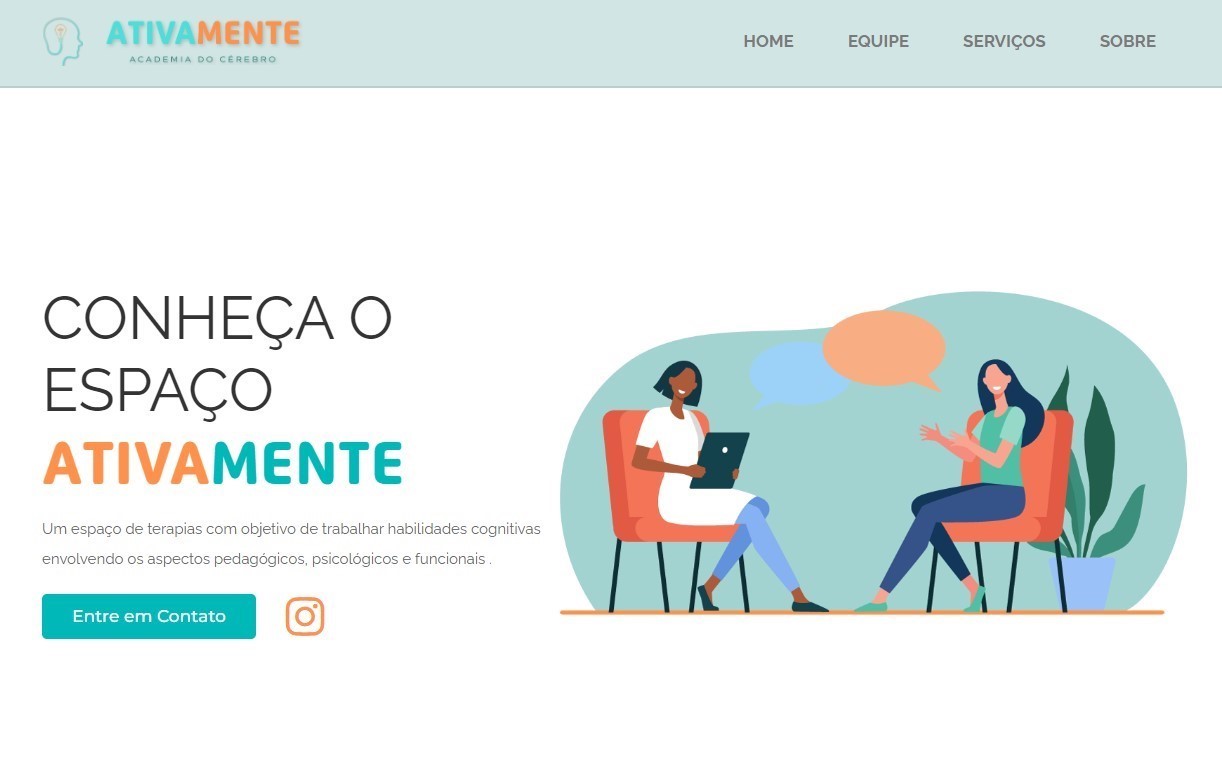 ATIVAMENTE
ACADEMIA DO CÉREBRO
HOME
EQUIPE
SERVIÇOS
SOBRE
CONHEÇA O
ESPAÇO
ATIVAMENTE
Um espaço de terapias com objetivo de trabalhar habilidades cognitivas
envolvendo os aspectos pedagógicos, psicológicos e funcionais .
Entre em Contato